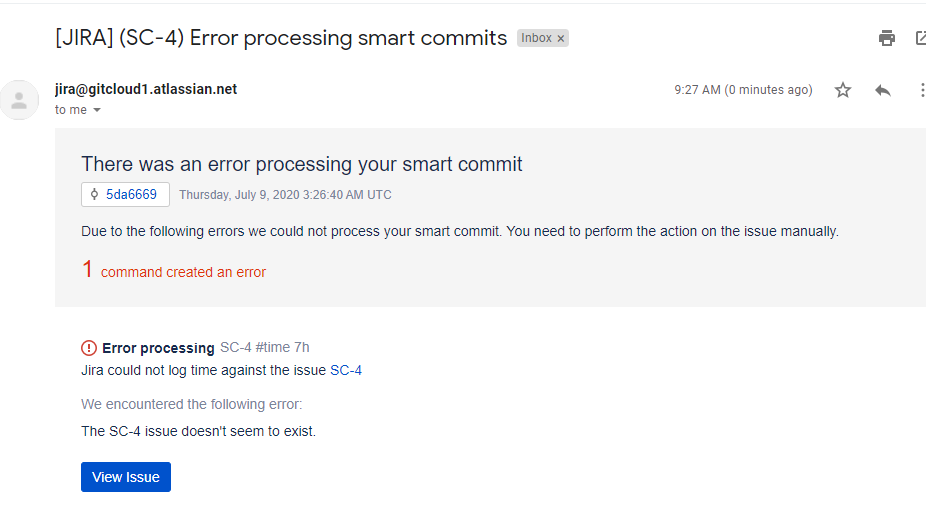 [JIRA] (SC-4) Error processing smart commits Inbox ×
jira@gitcloud1.atlassian.net 9:27 AM (0 minutes ago)
to me
There was an error processing your smart commit
5da6669 Thursday, July 9, 2020 3:26:40 AM UTC
Due to the following errors we could not process your smart commit. You need to perform the action on the issue manually.
1 command created an error
Error processing SC-4 #time 7h
Jira could not log time against the issue SC-4
We encountered the following error:
The SC-4 issue doesn't seem to exist.
View Issue